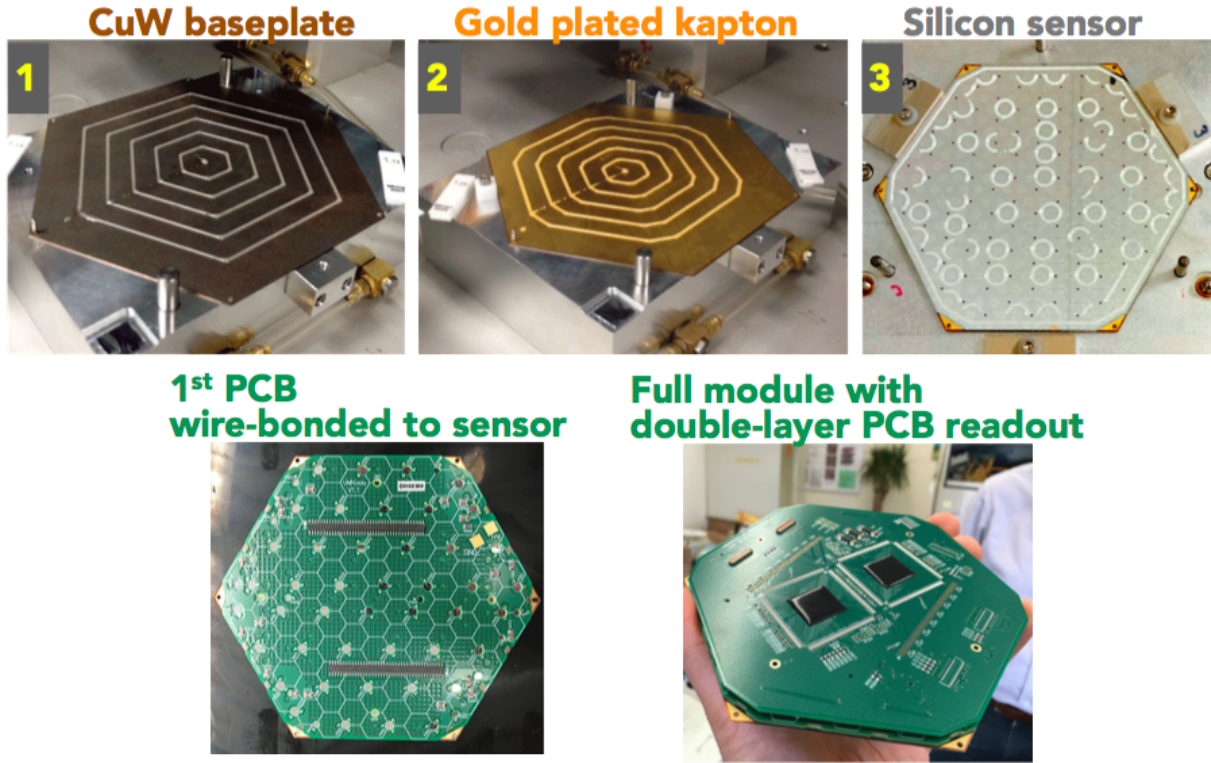 CuW baseplate
Gold plated kapton
Silicon sensor
1
2
3
1st PCB
wire-bonded to sensor
Full module with
double-layer PCB readout